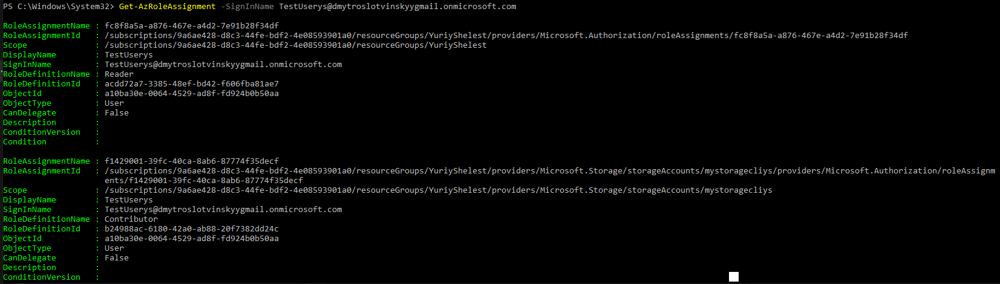 PS C:\Windows\System32> Get-AzRoleAssignment -SignInName TestUserys@dmytroslotvinskyygmail.onmicrosoft.com
RoleAssignmentName : fc8f8a5a-a876-467e-a4d2-7e91b28f34df
RoleAssignmentId   : /subscriptions/9a6ae428-d8c3-44fe-bdf2-4e08593901a0/resourceGroups/YuriyShelest/providers/Microsoft.Authorization/roleAssignments/fc8f8a5a-a876-467e-a4d2-7e91b28f34df
Scope              : /subscriptions/9a6ae428-d8c3-44fe-bdf2-4e08593901a0/resourceGroups/YuriyShelest
DisplayName        : TestUserys
SignInName         : TestUserys@dmytroslotvinskyygmail.onmicrosoft.com
RoleDefinitionName : Reader
RoleDefinitionId   : acdd72a7-3385-48ef-bd42-f606fba81ae7
ObjectId           : a10ba30e-0064-4529-ad8f-fd924b0b50aa
ObjectType         : User
CanDelegate        : False
Description        :
ConditionVersion   :
Condition          :
RoleAssignmentName : f1429001-39fc-40ca-8ab6-87774f35decf
RoleAssignmentId   : /subscriptions/9a6ae428-d8c3-44fe-bdf2-4e08593901a0/resourceGroups/YuriyShelest/providers/Microsoft.Storage/storageAccounts/mystoragecliys/providers/Microsoft.Authorization/roleAssignm
ents/f1429001-39fc-40ca-8ab6-87774f35decf
Scope              : /subscriptions/9a6ae428-d8c3-44fe-bdf2-4e08593901a0/resourceGroups/YuriyShelest/providers/Microsoft.Storage/storageAccounts/mystoragecliys
DisplayName        : TestUserys
SignInName         : TestUserys@dmytroslotvinskyygmail.onmicrosoft.com
RoleDefinitionName : Contributor
RoleDefinitionId   : b24988ac-6180-42a0-ab88-20f7382dd24c
ObjectId           : a10ba30e-0064-4529-ad8f-fd924b0b50aa
ObjectType         : User
CanDelegate        : False
Description        :
ConditionVersion   :